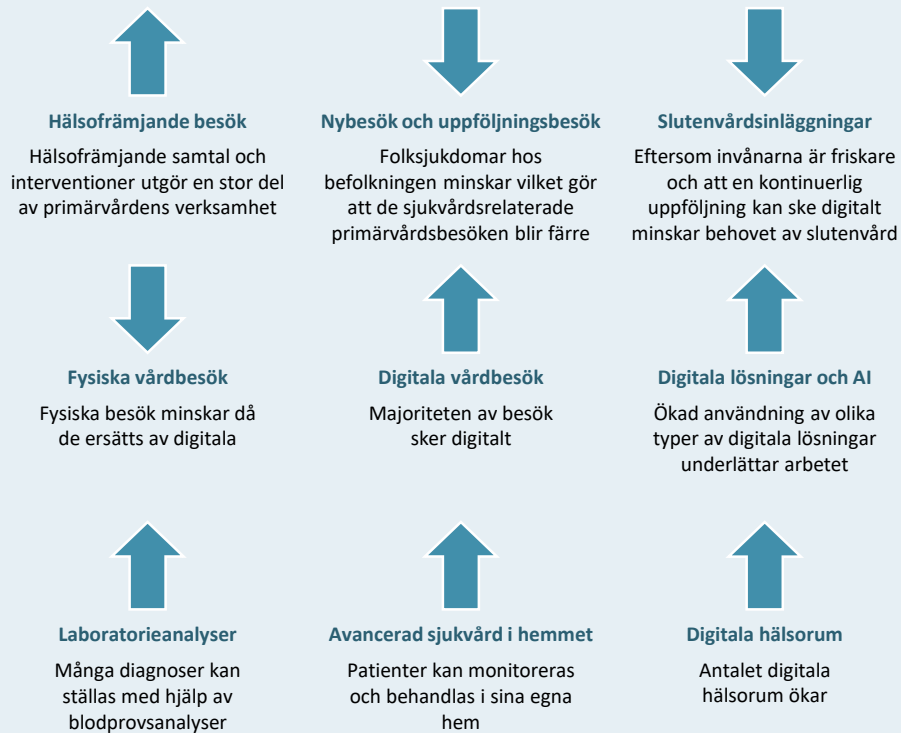 Hälsofrämjande besök
Hälsofrämjande samtal och
interventioner utgör en stor del
av primärvårdens verksamhet
Nybesök och uppföljningsbesök
Folksjukdomar hos
befolkningen minskar vilket gör
att de sjukvårdsrelaterade
primärvårdsbesöken blir färre
Slutenvårdsinläggningar
Eftersom invånarna är friskare
och att en kontinuerlig
uppföljning kan ske digitalt
minskar behovet av slutenvård
Fysiska vårdbesök
Fysiska besök minskar då
de ersätts av digitala
Digitala vårdbesök
Majoriteten av besök
sker digitalt
Digitala lösningar och AI
Ökad användning av olika
typer av digitala lösningar
underlättar arbetet
Laboratorieanalyser
Många diagnoser kan
ställas med hjälp av
blodprovsanalyser
Avancerad sjukvård i hemmet
Patienter kan monitoreras
och behandlas i sina egna
hem
Digitala hälsorum
Antalet digitala
hälsorum ökar